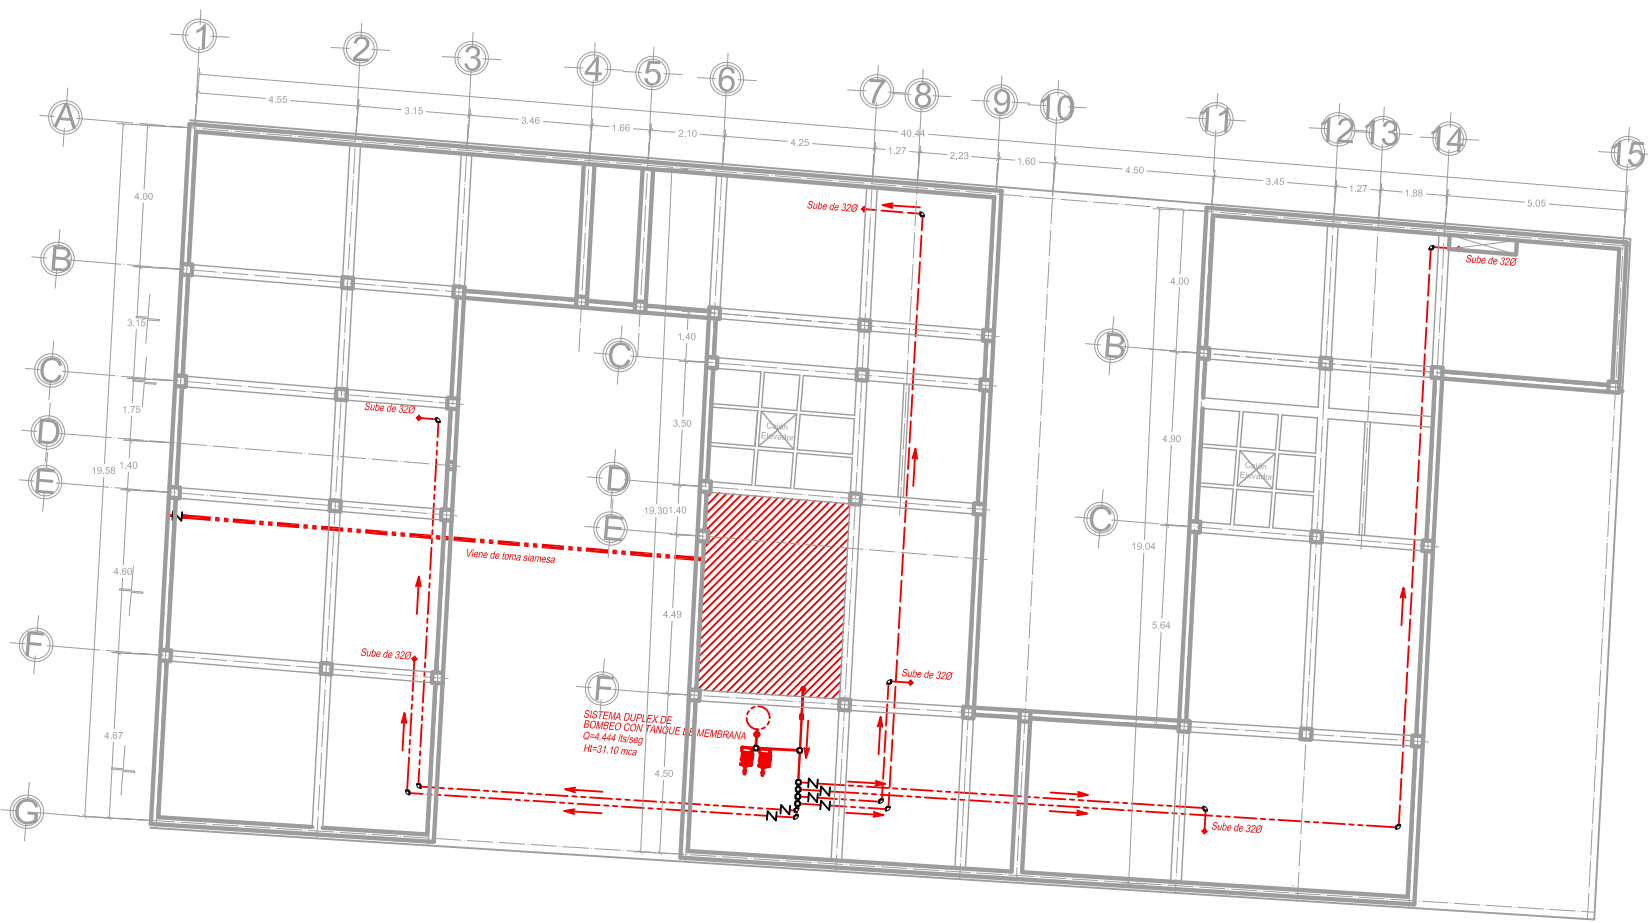 1
2
3
4
5
6
7
8
9
10
11
12
13
14
15
4.55
3.15
3.46
1.66
2.10
4.25
40.44
1.27
2.23
1.60
4.50
3.45
1.27
1.88
5.05
A
B
C
D
E
F
G
4.00
3.15
1.75
1.40
19.58
4.60
4.67
Sube de 32Ø
Sube de 32Ø
Viene de toma siamesa
C
D
E
F
1.40
3.50
19.30
1.40
4.49
4.50
Sube de 32Ø
Cajón
Elevador
Sube de 32Ø
SISTEMA DUPLEX DE
BOMBEO CON TANQUE DE MEMBRANA
Q=4.444 lts/seg
Ht=31.10 mca
Z
Z
Z
Z
Z
Z
Z
B
C
4.00
4.90
19.04
5.64
Cajón
Elevador
Sube de 32Ø
Sube de 32Ø